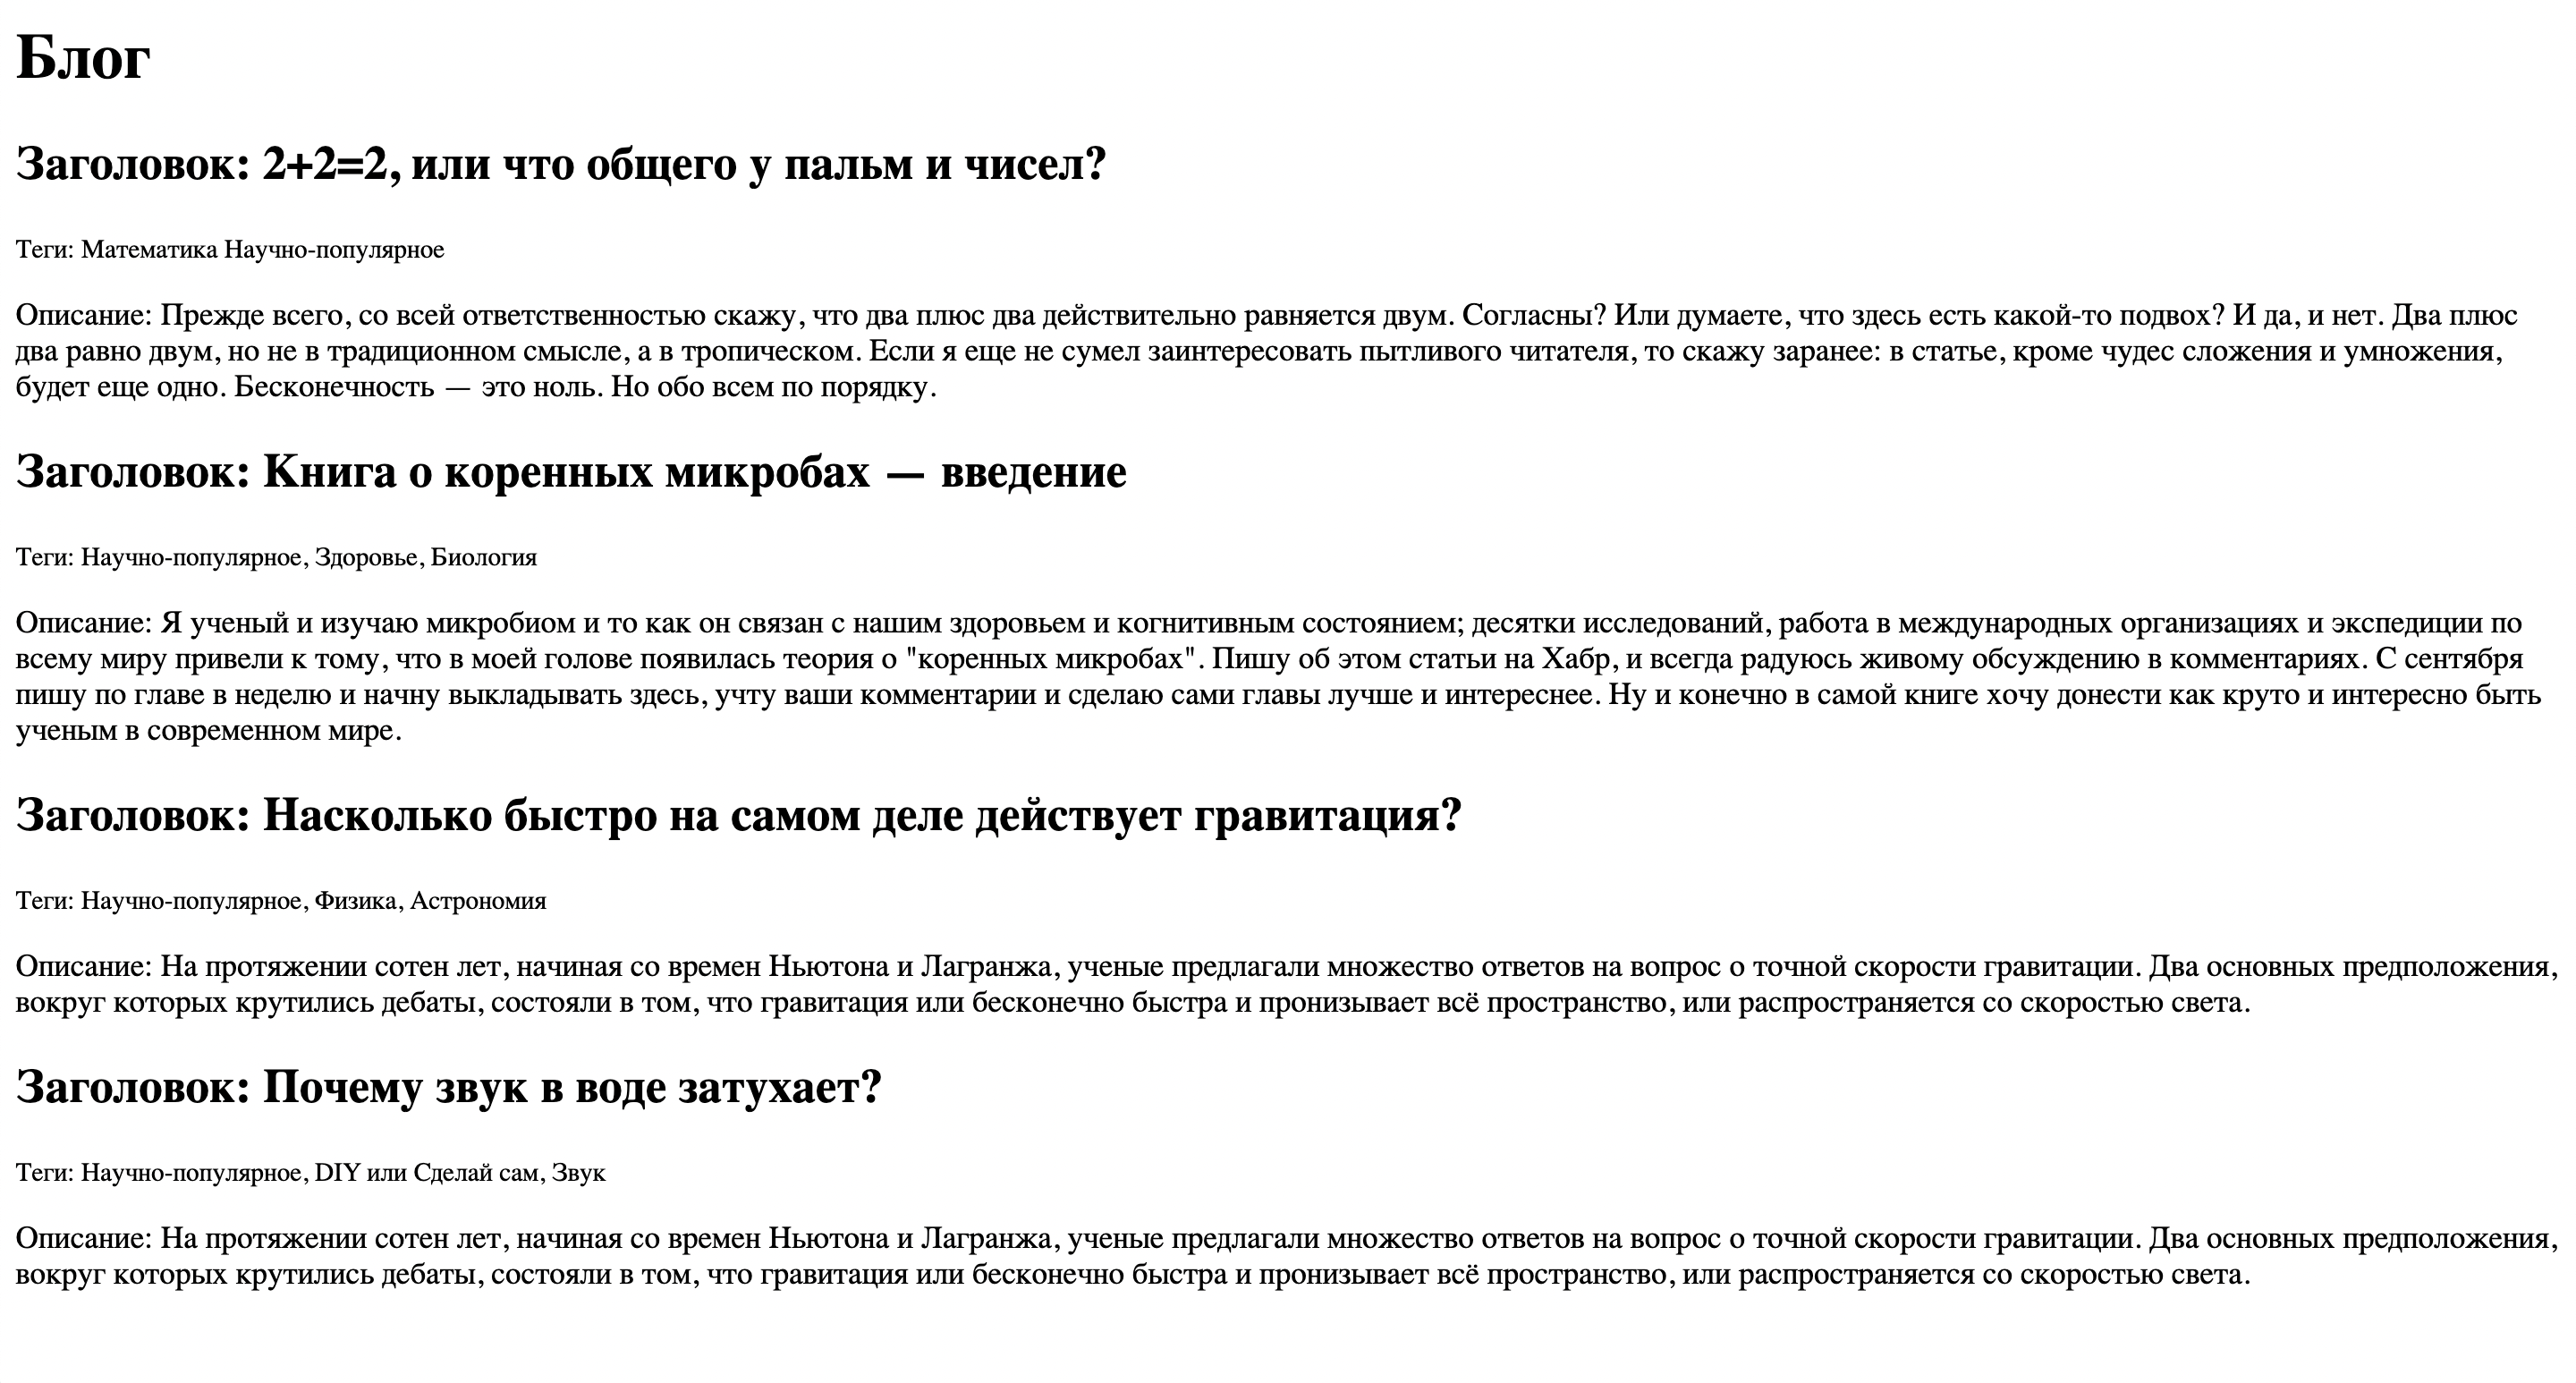 Блог
Заголовок: 2+2=2, или что общего у пальм и чисел?
Теги: Математика Научно-популярное
Описание: Прежде всего, со всей ответственностью скажу, что два плюс два действительно равняется двум. Согласны? Или думаете, что здесь есть какой-то подвох? И да, и нет. Два плюс
два равно двум, но не в традиционном смысле, а в тропическом. Если я еще не сумел заинтересовать пытливого читателя, то скажу заранее: в статье, кроме чудес сложения и умножения,
будет еще одно. Бесконечность — это ноль. Но обо всем по порядку.
Заголовок: Книга о коренных микробах — введение
Теги: Научно-популярное, Здоровье, Биология
Описание: Я ученый и изучаю микробиом и то как он связан с нашим здоровьем и когнитивным состоянием; десятки исследований, работа в международных организациях и экспедиции по
всему миру привели к тому, что в моей голове появилась теория о "коренных микробах". Пишу об этом статьи на Хабр, и всегда радуюсь живому обсуждению в комментариях. С сентября
пишу по главе в неделю и начну выкладывать здесь, учту ваши комментарии и сделаю сами главы лучше и интереснее. Ну и конечно в самой книге хочу донести как круто и интересно быть
ученым в современном мире.
Заголовок: Насколько быстро на самом деле действует гравитация?
Теги: Научно-популярное, Физика, Астрономия
Описание: На протяжении сотен лет, начиная со времен Ньютона и Лагранжа, ученые предлагали множество ответов на вопрос о точной скорости гравитации. Два основных предположения,
вокруг которых крутились дебаты, состояли в том, что гравитация или бесконечно быстра и пронизывает всё пространство, или распространяется со скоростью света.
Заголовок: Почему звук в воде затухает?
Теги: Научно-популярное, DIY или Сделай сам, Звук
Описание: На протяжении сотен лет, начиная со времен Ньютона и Лагранжа, ученые предлагали множество ответов на вопрос о точной скорости гравитации. Два основных предположения,
вокруг которых крутились дебаты, состояли в том, что гравитация или бесконечно быстра и пронизывает всё пространство, или распространяется со скоростью света.